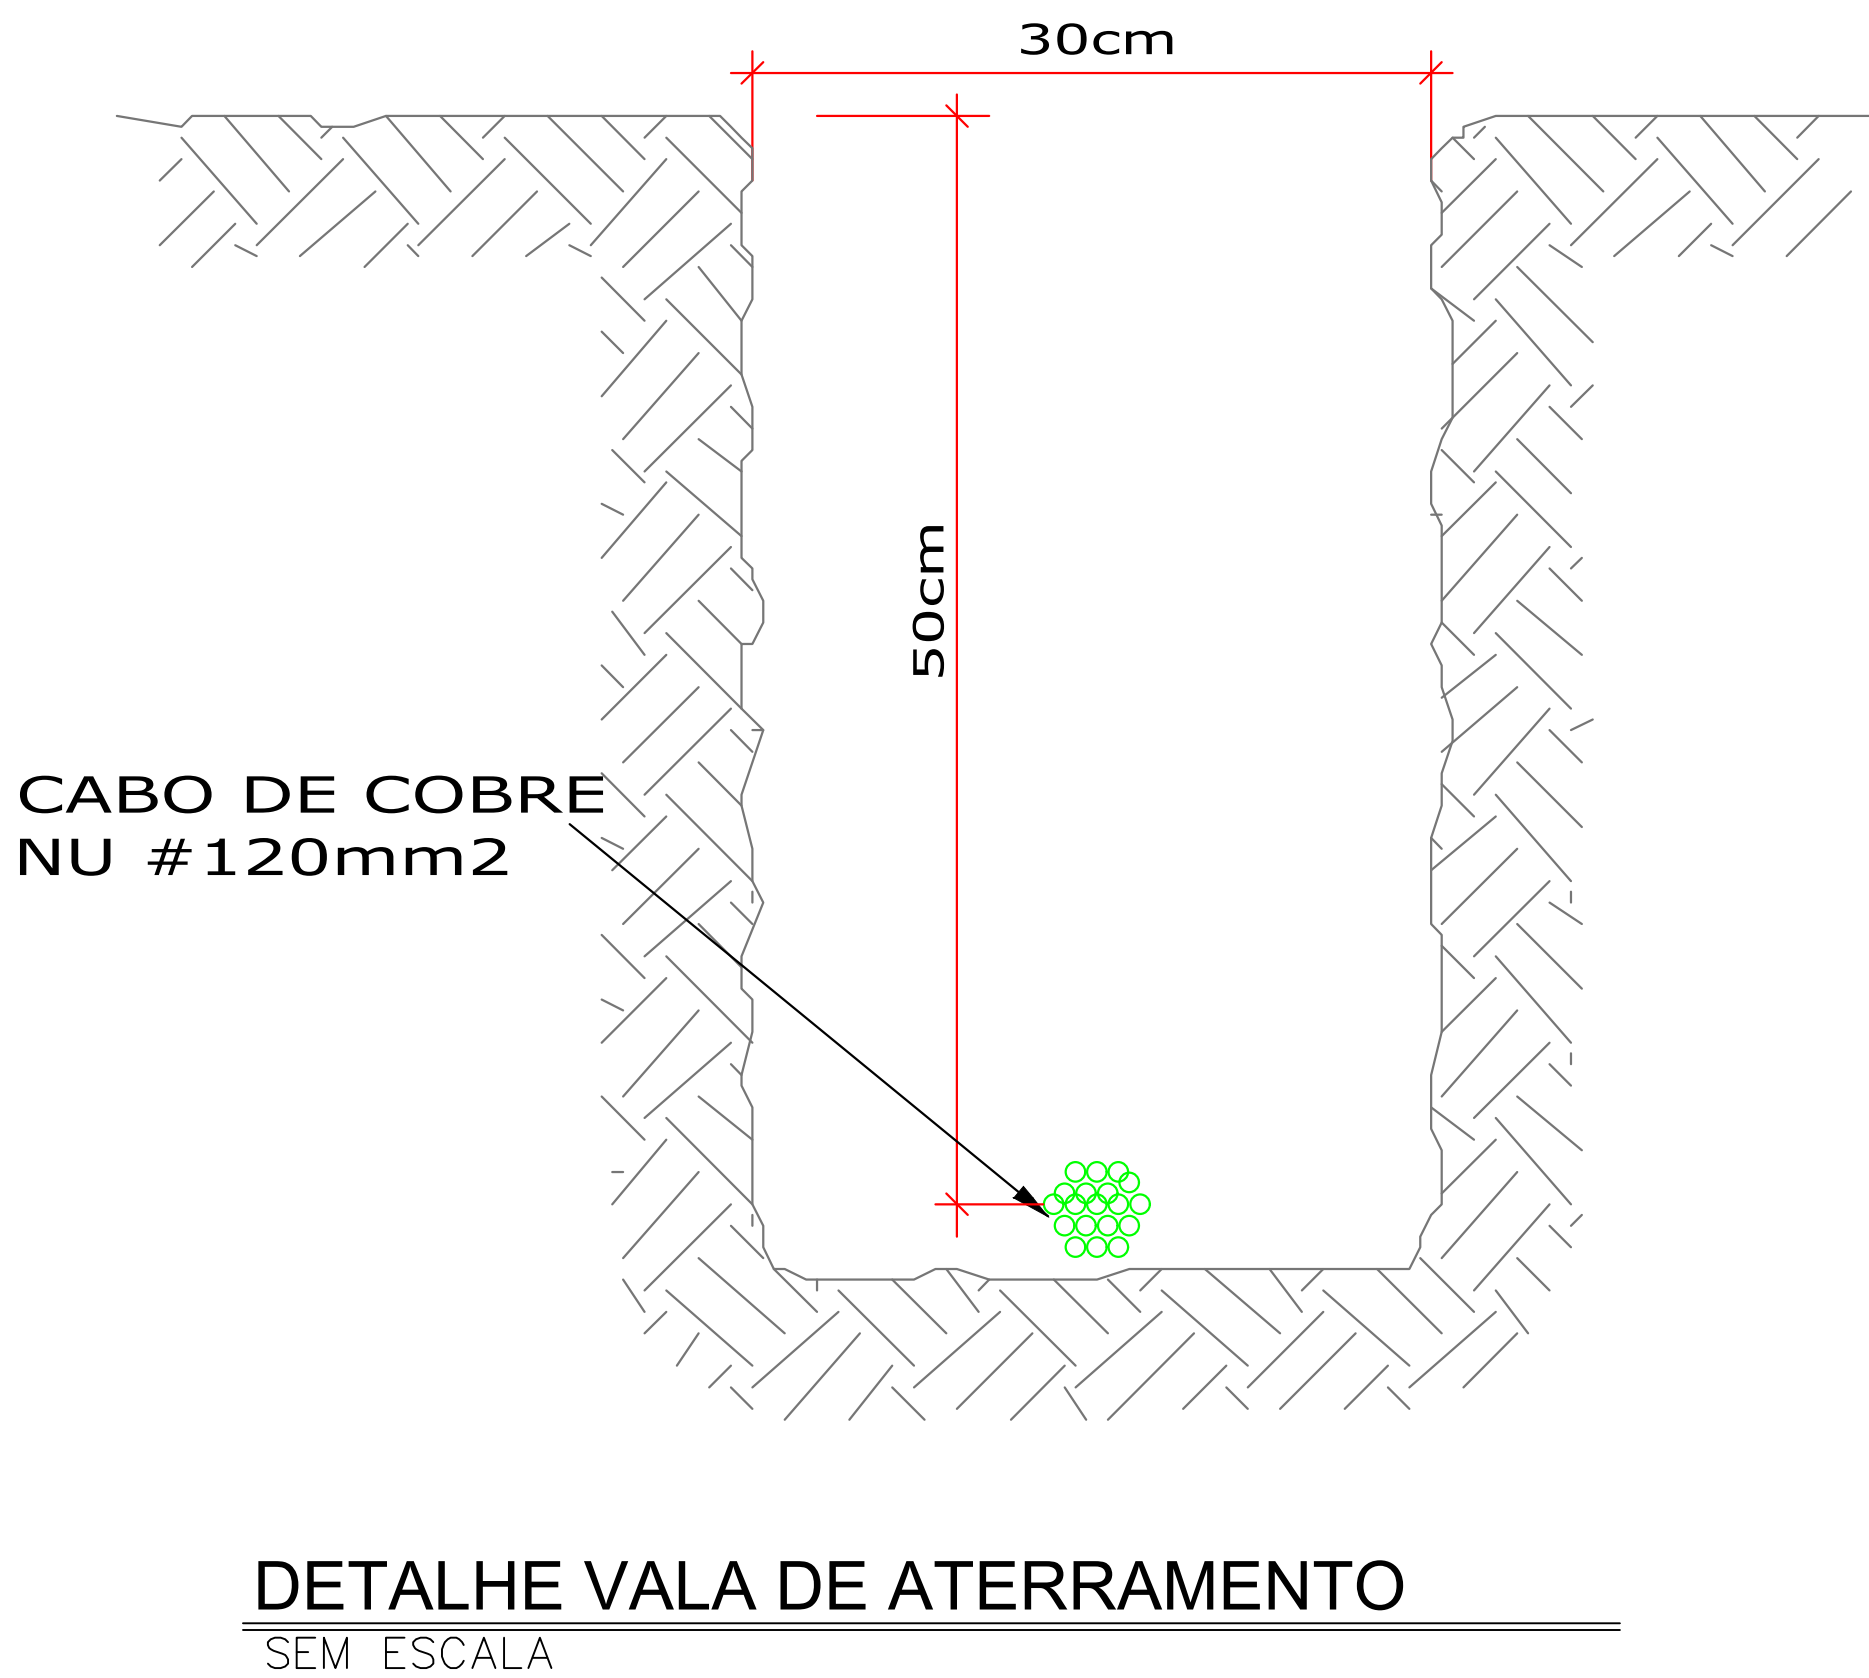 30cm
50cm
CABO DE COBRE
NU #120mm2
DETALHE VALA DE ATERRAMENTO
SEM ESCALA